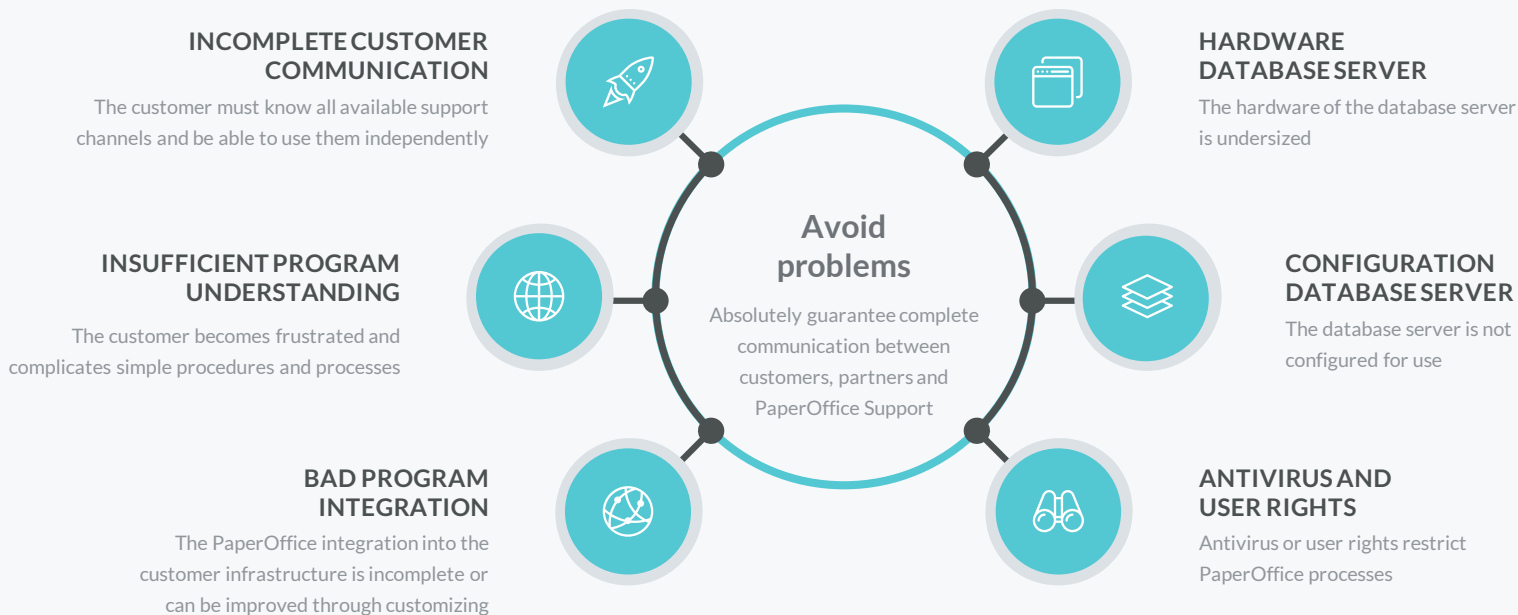 INCOMPLETE CUSTOMER
COMMUNICATION
The customer must know all available support
channels and be able to use them independently
INSUFFICIENT PROGRAM
UNDERSTANDING
The customer becomes frustrated and
complicates simple procedures and processes
BAD PROGRAM
INTEGRATION
The PaperOffice integration into the
customer infrastructure is incomplete or
can be improved through customizing
Avoid
problems
Absolutely guarantee complete
communication between
customers, partners and
PaperOffice Support
HARDWARE
DATABASE SERVER
The hardware of the database server
is undersized
CONFIGURATION
DATABASE SERVER
The database server is not
configured for use
ANTIVIRUS AND
USER RIGHTS
Antivirus or user rights restrict
PaperOffice processes